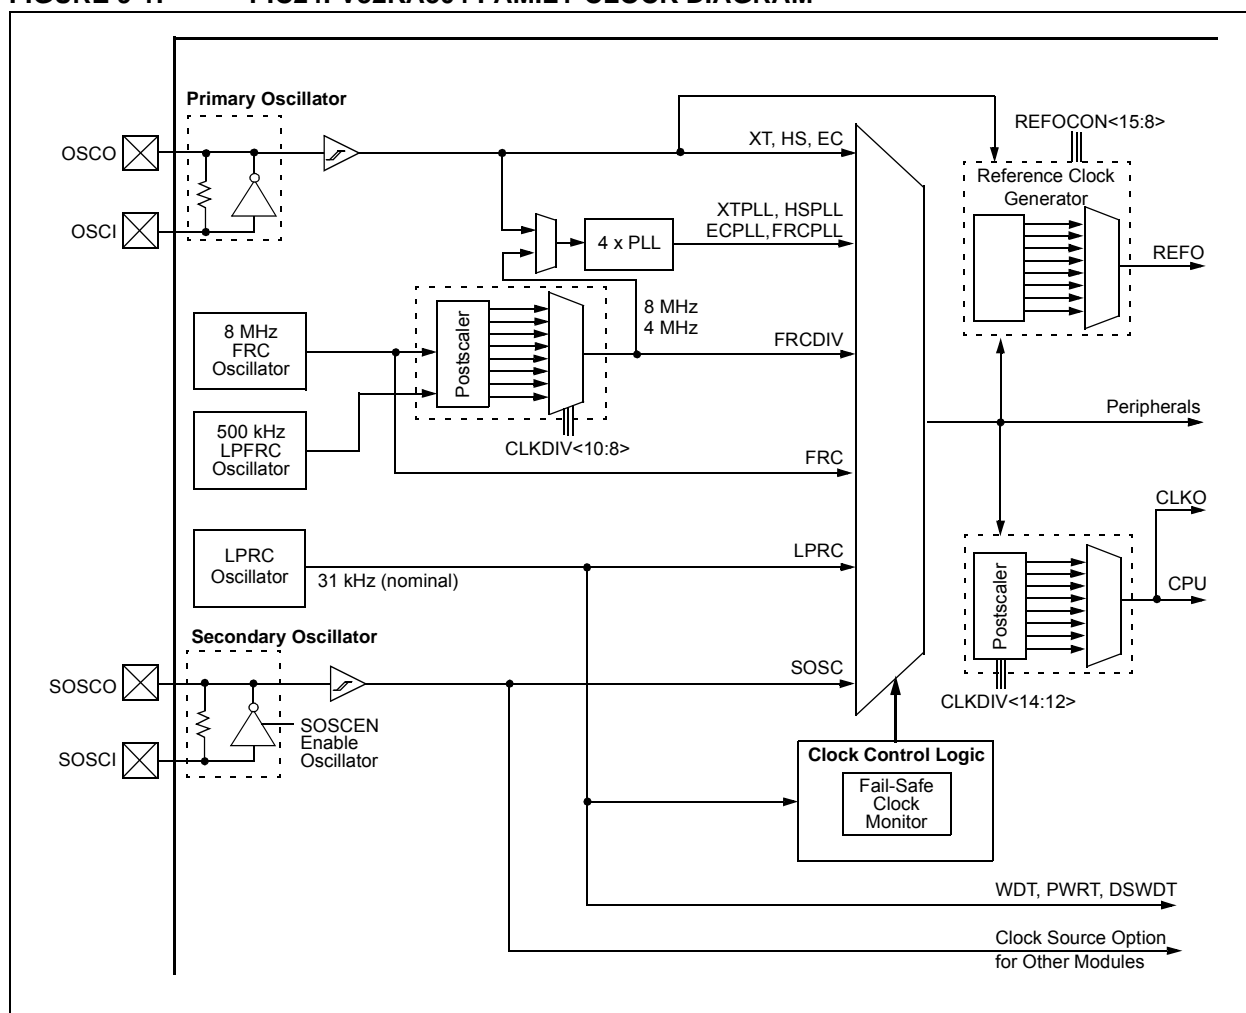 Primary Oscillator
REFOCON<15:8>
OSCO
XT, HS, EC
Reference Clock
Generator
XTPLL, HSPLL
ECPLL,FRCPLL
OSCI
4 x PLL
REFO
8 MHz
4 MHz
8 MHz
FRC
Oscillator
Postscaler
FRCDIV
Peripherals
500 kHz
LPFRC
Oscillator
CLKDIV<10:8>
FRC
CLKO
LPRC
Oscillator
31 kHz (nominal)
LPRC
Postscaler
CPU
Secondary Oscillator
SOSCO
SOSC
CLKDIV<14:12>
SOSCI
SOSCEN
Enable
Oscillator
Clock Control Logic
Fail-Safe
Clock
Monitor
WDT, PWRT, DSWDT
Clock Source Option
for Other Modules